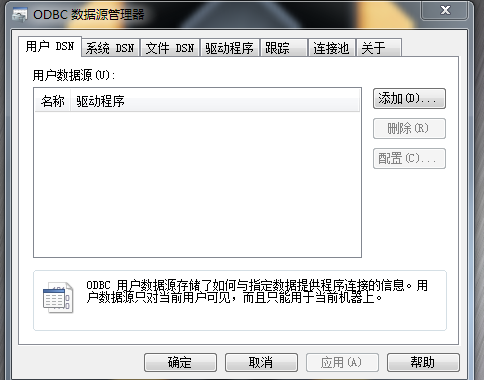 ODBC 数据源管理器
用户 DSN 系统 DSN 文件 DSN 驱动程序 跟踪 连接池 关于
用户数据源(U):
名称 驱动程序
添加(D)...
删除(R)
配置(C)...
ODBC 用户数据源存储了如何与指定数据提供程序连接的信息。用
户数据源只对当前用户可见，而且只能用于当前机器上。
确定 取消 应用(A) 帮助